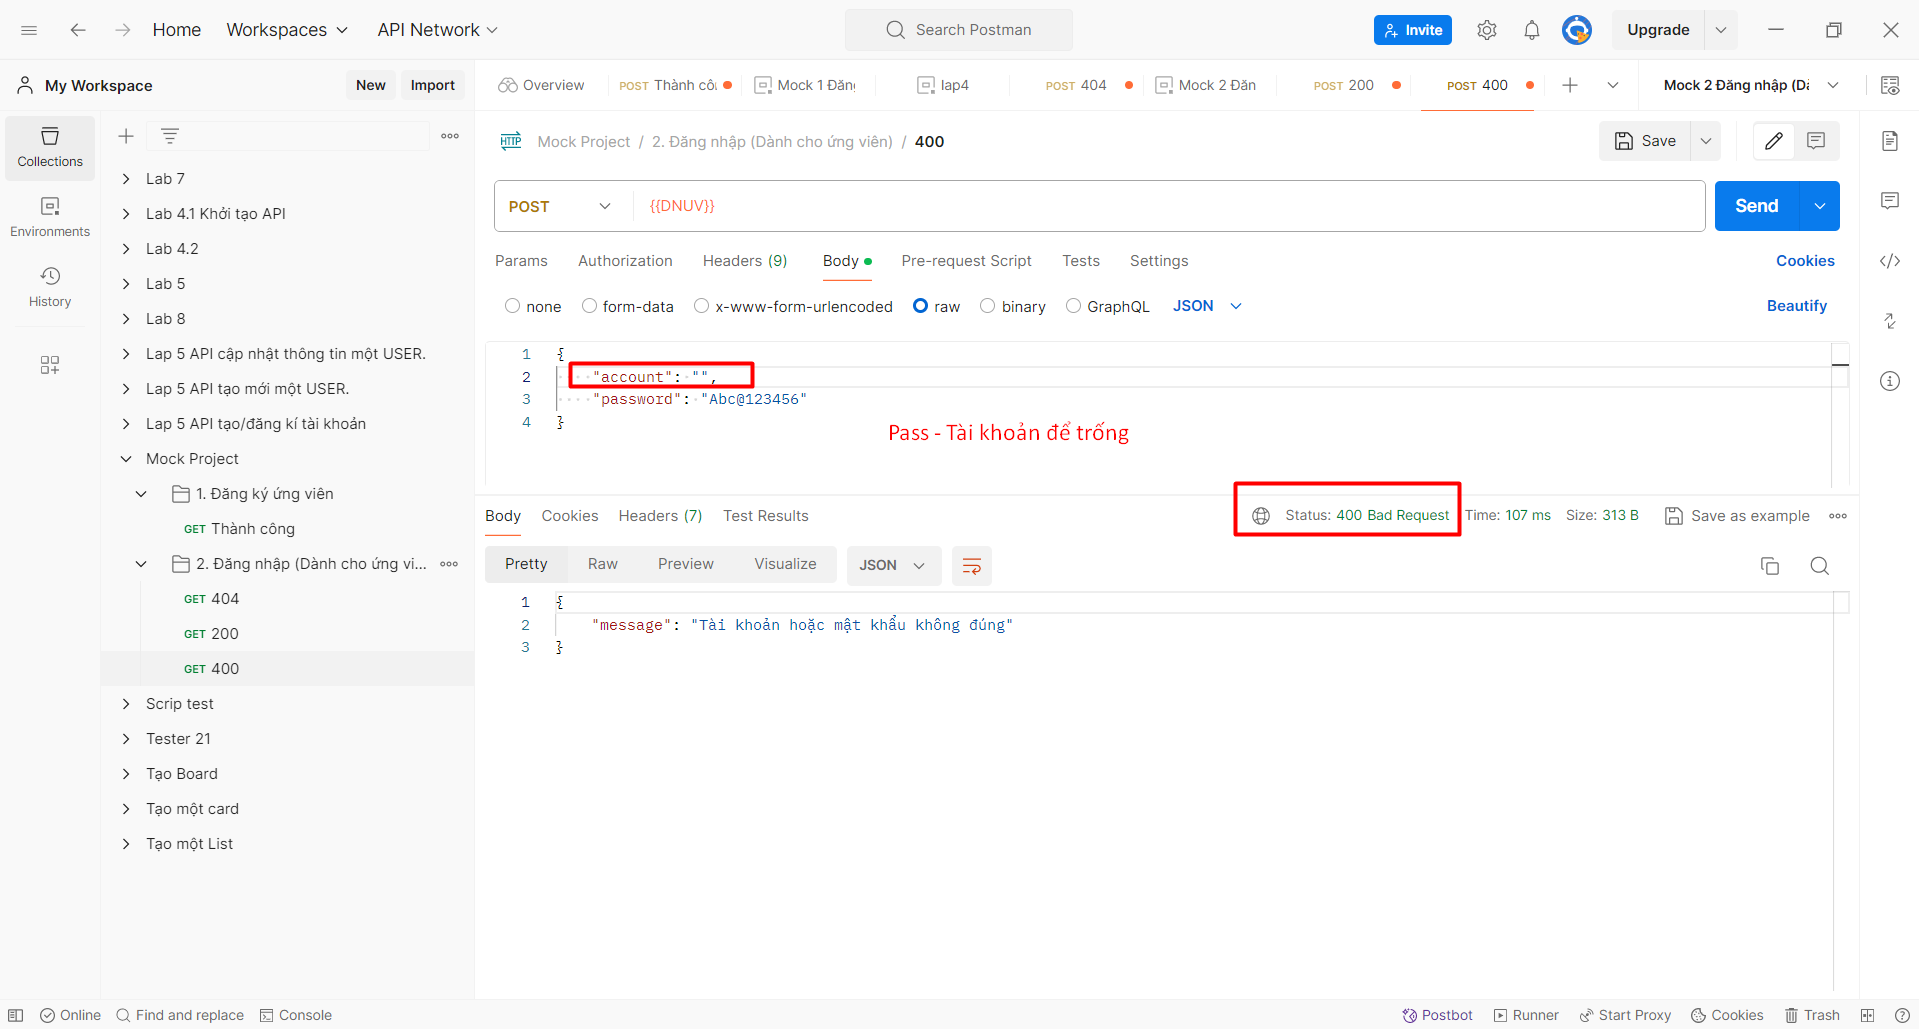 Home Workspaces API Network Search Postman Invite Upgrade
My Workspace New Import Overview POST Thành côn Mock 1 Đăng lap4 POST 404 Mock 2 Đăn POST 200 POST 400 Mock 2 Đăng nhập (Dà
Collections
Environments
History
Lab 7
Lab 4.1 Khởi tạo API
Lab 4.2
Lab 5
Lab 8
Lap 5 API cập nhật thông tin một USER.
Lap 5 API tạo mới một USER.
Lap 5 API tạo/đăng kí tài khoản
Mock Project
1. Đăng ký ứng viên
GET Thành công
2. Đăng nhập (Dành cho ứng vi...
GET 404
GET 200
GET 400
Scrip test
Tester 21
Tạo Board
Tạo một card
Tạo một List
HTTP Mock Project / 2. Đăng nhập (Dành cho ứng viên) / 400 Save
POST {{DNUV}} Send
Params Authorization Headers (9) Body Pre-request Script Tests Settings Cookies
none form-data x-www-form-urlencoded raw binary GraphQL JSON Beautify
1 {
2 "account": "",
3 "password": "Abc@123456"
4 }
Pass - Tài khoản để trống
Body Cookies Headers (7) Test Results Status: 400 Bad Request Time: 107 ms Size: 313 B Save as example
Pretty Raw Preview Visualize JSON
1 {
2 "message": "Tài khoản hoặc mật khẩu không đúng"
3 }
Online Find and replace Console Postbot Runner Start Proxy Cookies Trash